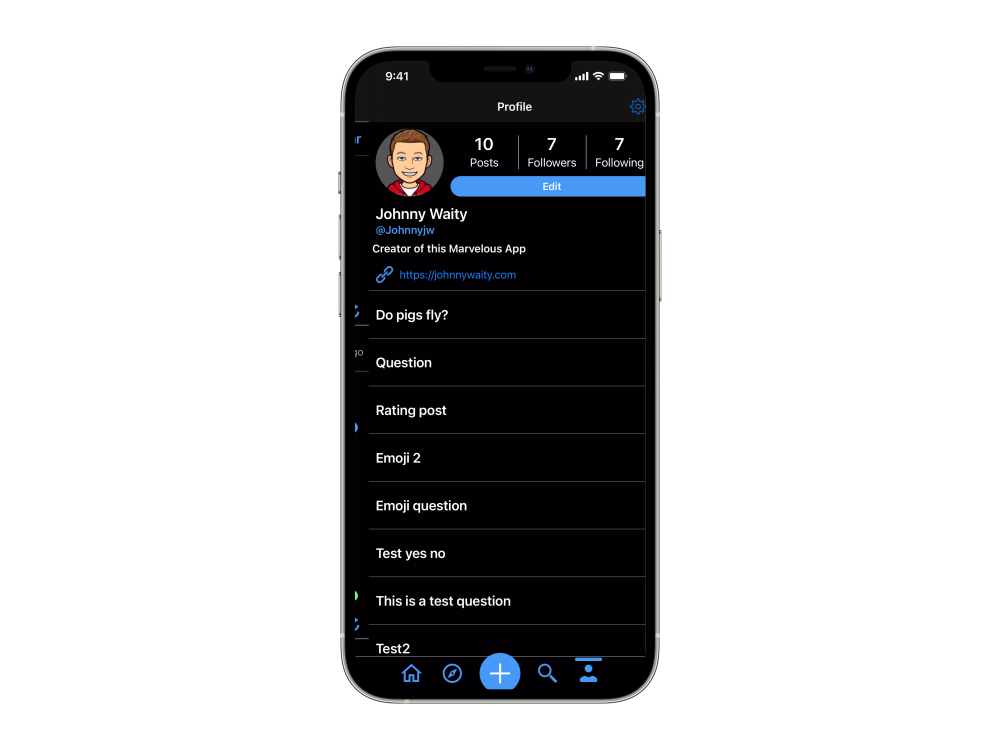 9:41
Profile
10 7 7
Posts Followers Following
Edit
Johnny Waity
@Johnnyjw
Creator of this Marvelous App
https://johnnywaity.com
Do pigs fly?
go
Question
Rating post
Emoji 2
Emoji question
Test yes no
This is a test question
Test2